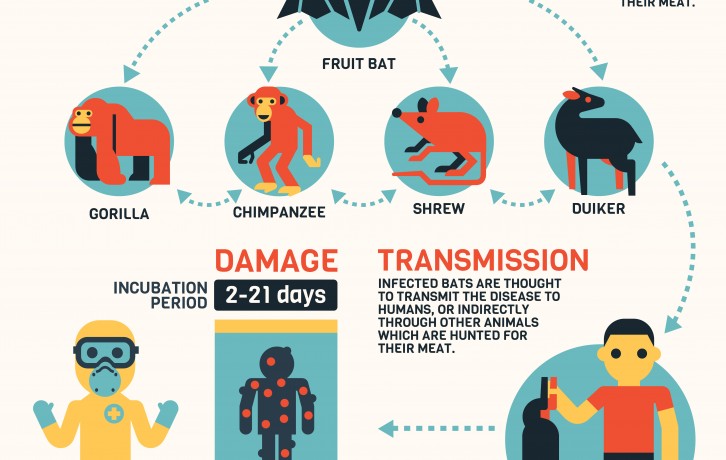 THEIR MEAT.
FRUIT BAT
GORILLA
CHIMPANZEE
SHREW
DUIKER
DAMAGE
INCUBATION
PERIOD
2-21 days
TRANSMISSION
INFECTED BATS ARE THOUGHT
TO TRANSMIT THE DISEASE TO
HUMANS, OR INDIRECTLY
THROUGH OTHER ANIMALS
WHICH ARE HUNTED FOR
THEIR MEAT.